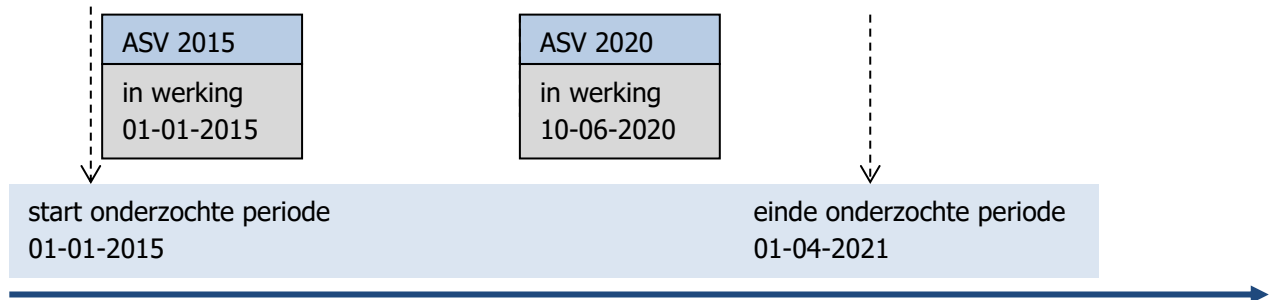 ASV 2015
in werking
01-01-2015
ASV 2020
in werking
10-06-2020
start onderzochte periode
01-01-2015
einde onderzochte periode
01-04-2021